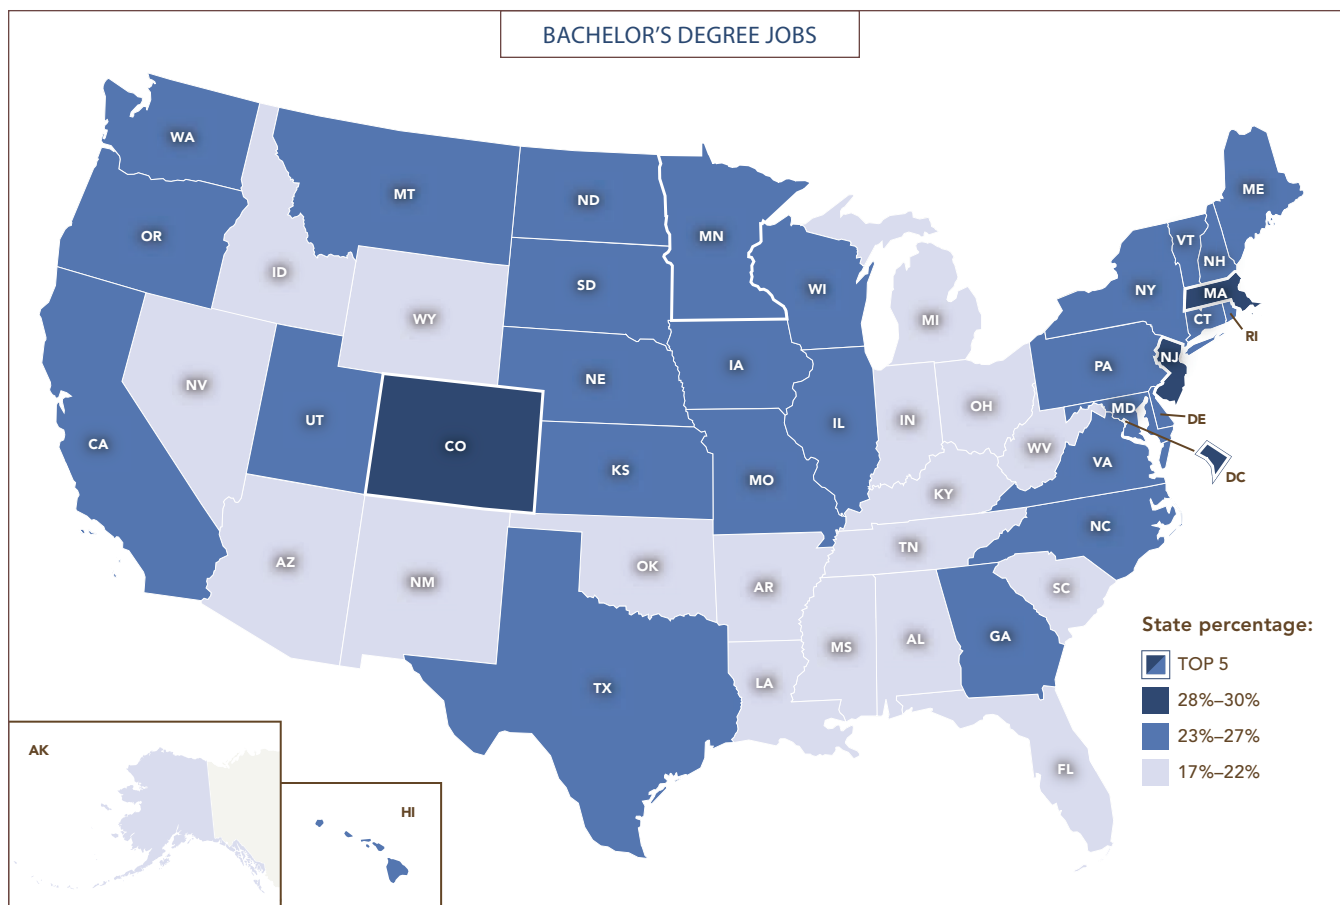 BACHELOR’S DEGREE JOBS
WA
MT
ND
MN
ME
OR
ID
SD
WI
VT
NH
NY
MA
WY
MI
CT
RI
NV
UT
NE
IA
PA
NJ
CA
CO
KS
MO
IL
IN
OH
WV
MD
DE
VA
DC
KY
NC
AZ
NM
OK
AR
TN
SC
TX
LA
MS
AL
GA
FL
State percentage:
TOP 5
28%–30%
23%–27%
17%–22%
AK
HI